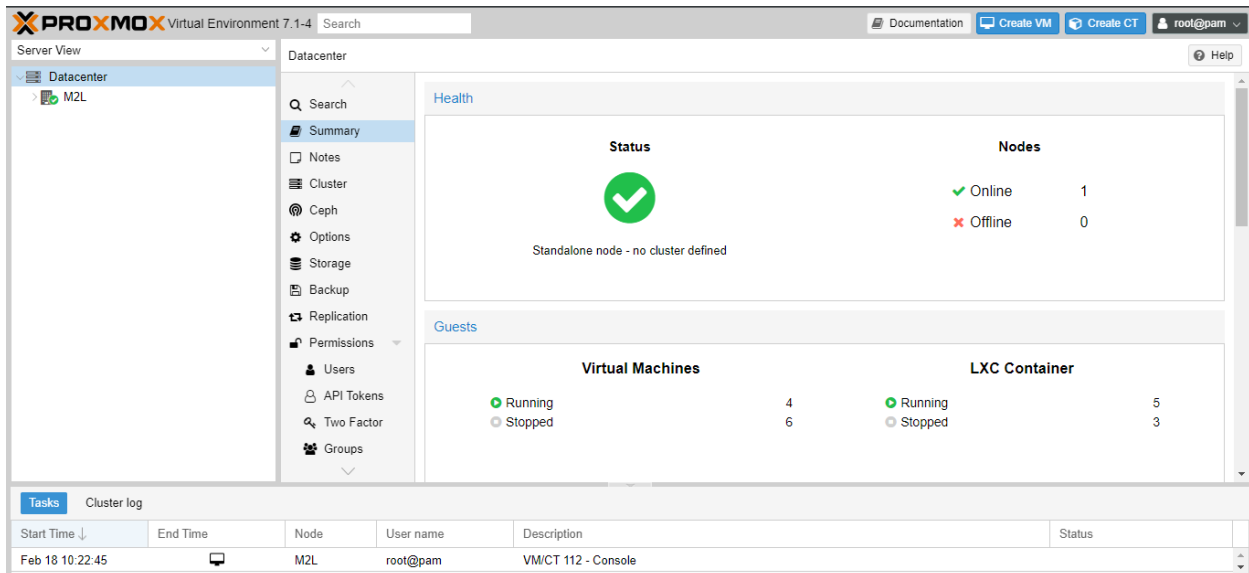 PROXMOX Virtual Environment 7.1-4 Search Documentation Create VM Create CT root@pam
Server View
Datacenter
M2L
Datacenter Help
Search
Summary
Notes
Cluster
Ceph
Options
Storage
Backup
Replication
Permissions
Users
API Tokens
Two Factor
Groups
Health
Status Nodes
Online 1
Offline 0
Standalone node - no cluster defined
Guests
Virtual Machines LXC Container
Running 4 Running 5
Stopped 6 Stopped 3
Tasks Cluster log
Start Time End Time Node User name Description Status
Feb 18 10:22:45 M2L root@pam VM/CT 112 - Console